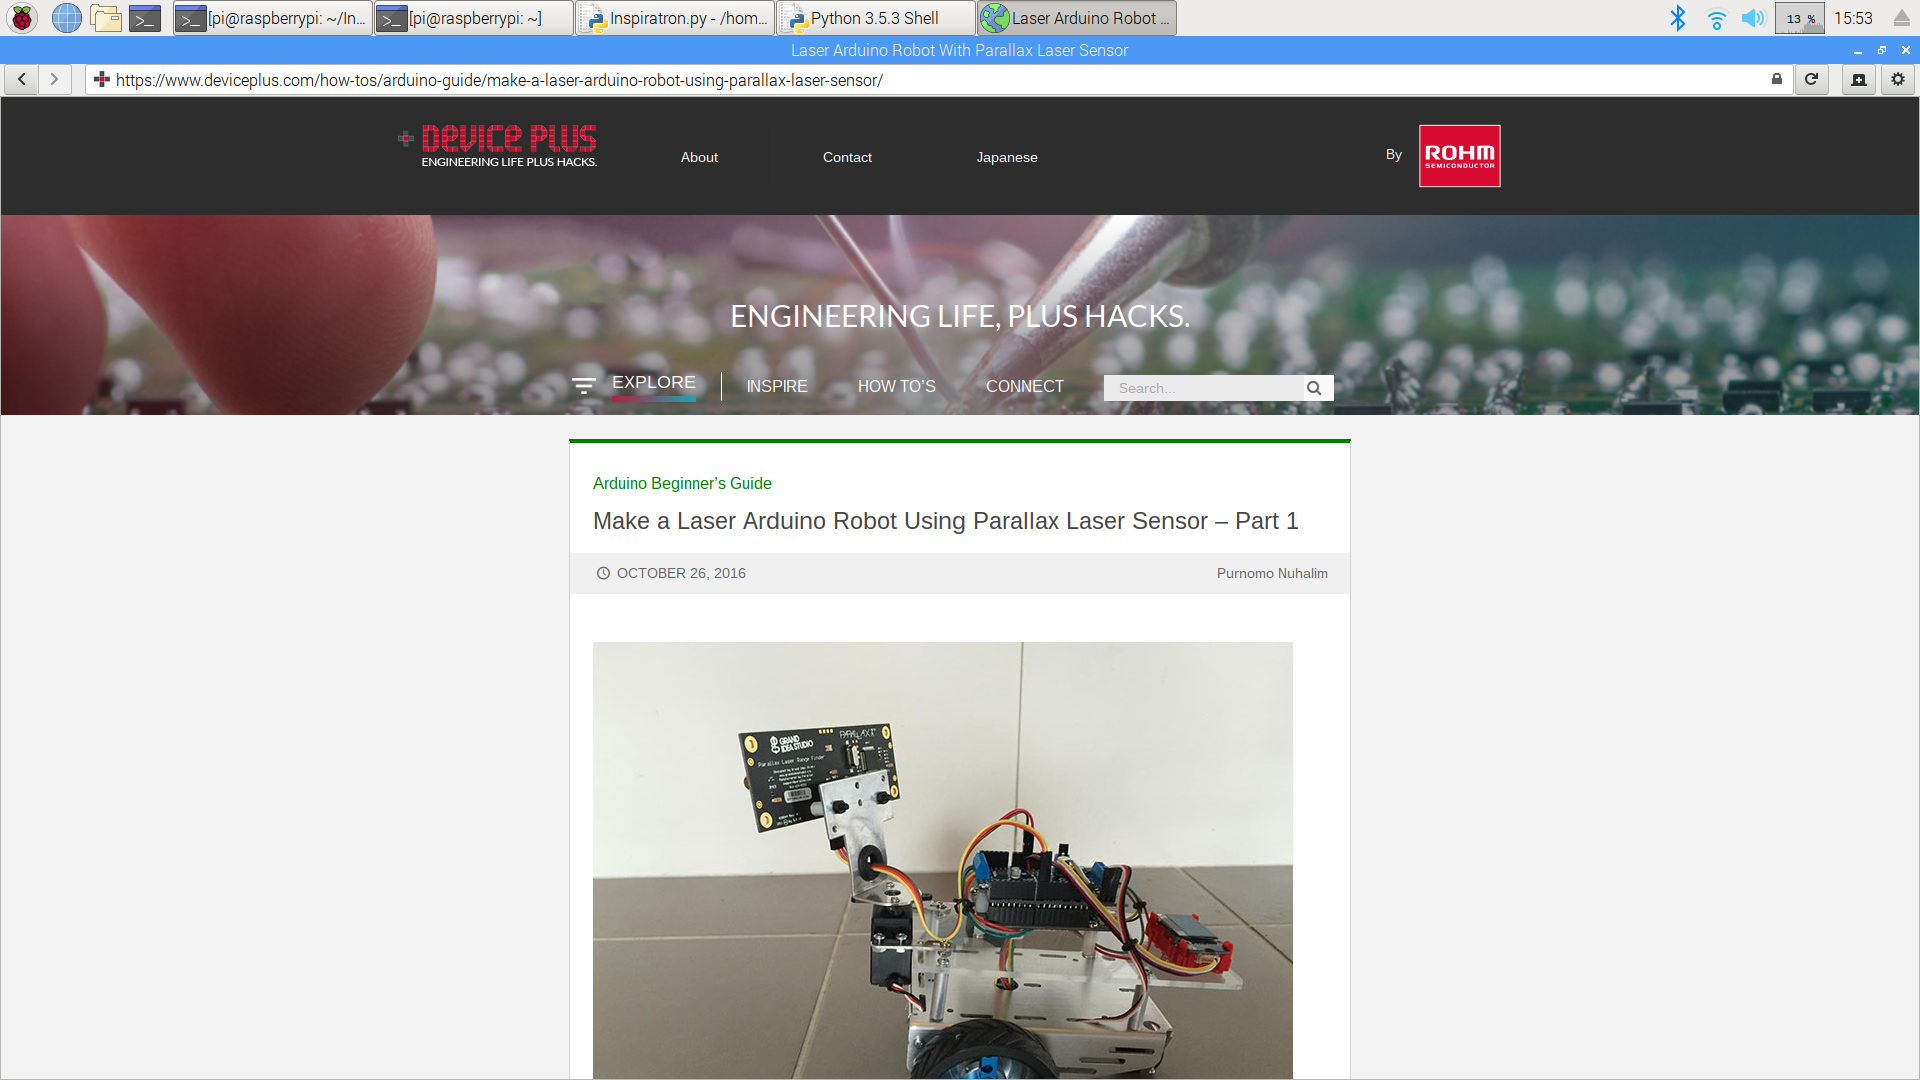 [pi@raspberrypi: ~/In...
[pi@raspberrypi: ~]
Inspiratron.py - /hom...
Python 3.5.3 Shell
Laser Arduino Robot ...
13 %
15:53
Laser Arduino Robot With Parallax Laser Sensor
https://www.deviceplus.com/how-tos/arduino-guide/make-a-laser-arduino-robot-using-parallax-laser-sensor/
DEVICE PLUS
ENGINEERING LIFE PLUS HACKS.
About
Contact
Japanese
By
ROHM
SEMICONDUCTOR
ENGINEERING LIFE, PLUS HACKS.
EXPLORE
INSPIRE
HOW TO'S
CONNECT
Search...
Arduino Beginner’s Guide
Make a Laser Arduino Robot Using Parallax Laser Sensor – Part 1
OCTOBER 26, 2016
Purnomo Nuhalim
GRAND
IDEA STUDIO
PARALLAX
Parallax Laser Range Finder